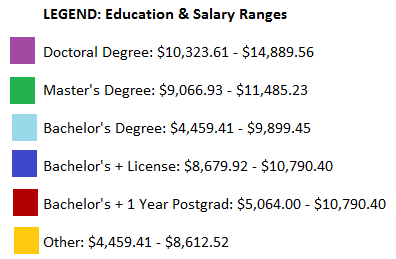 LEGEND: Education & Salary Ranges
Doctoral Degree: $10,323.61 - $14,889.56
Master's Degree: $9,066.93 - $11,485.23
Bachelor's Degree: $4,459.41 - $9,899.45
Bachelor's + License: $8,679.92 - $10,790.40
Bachelor's + 1 Year Postgrad: $5,064.00 - $10,790.40
Other: $4,459.41 - $8,612.52